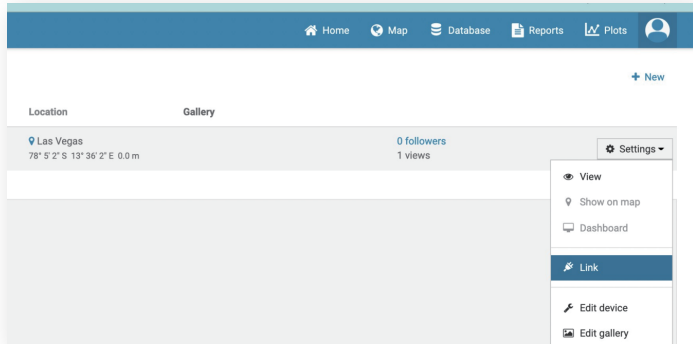 Home Map Database Reports Plots
+ New
Location Gallery
Las Vegas 0 followers
78° 5' 2" S 13° 36' 2" E 0.0 m 1 views
Settings
View
Show on map
Dashboard
Link
Edit device
Edit gallery